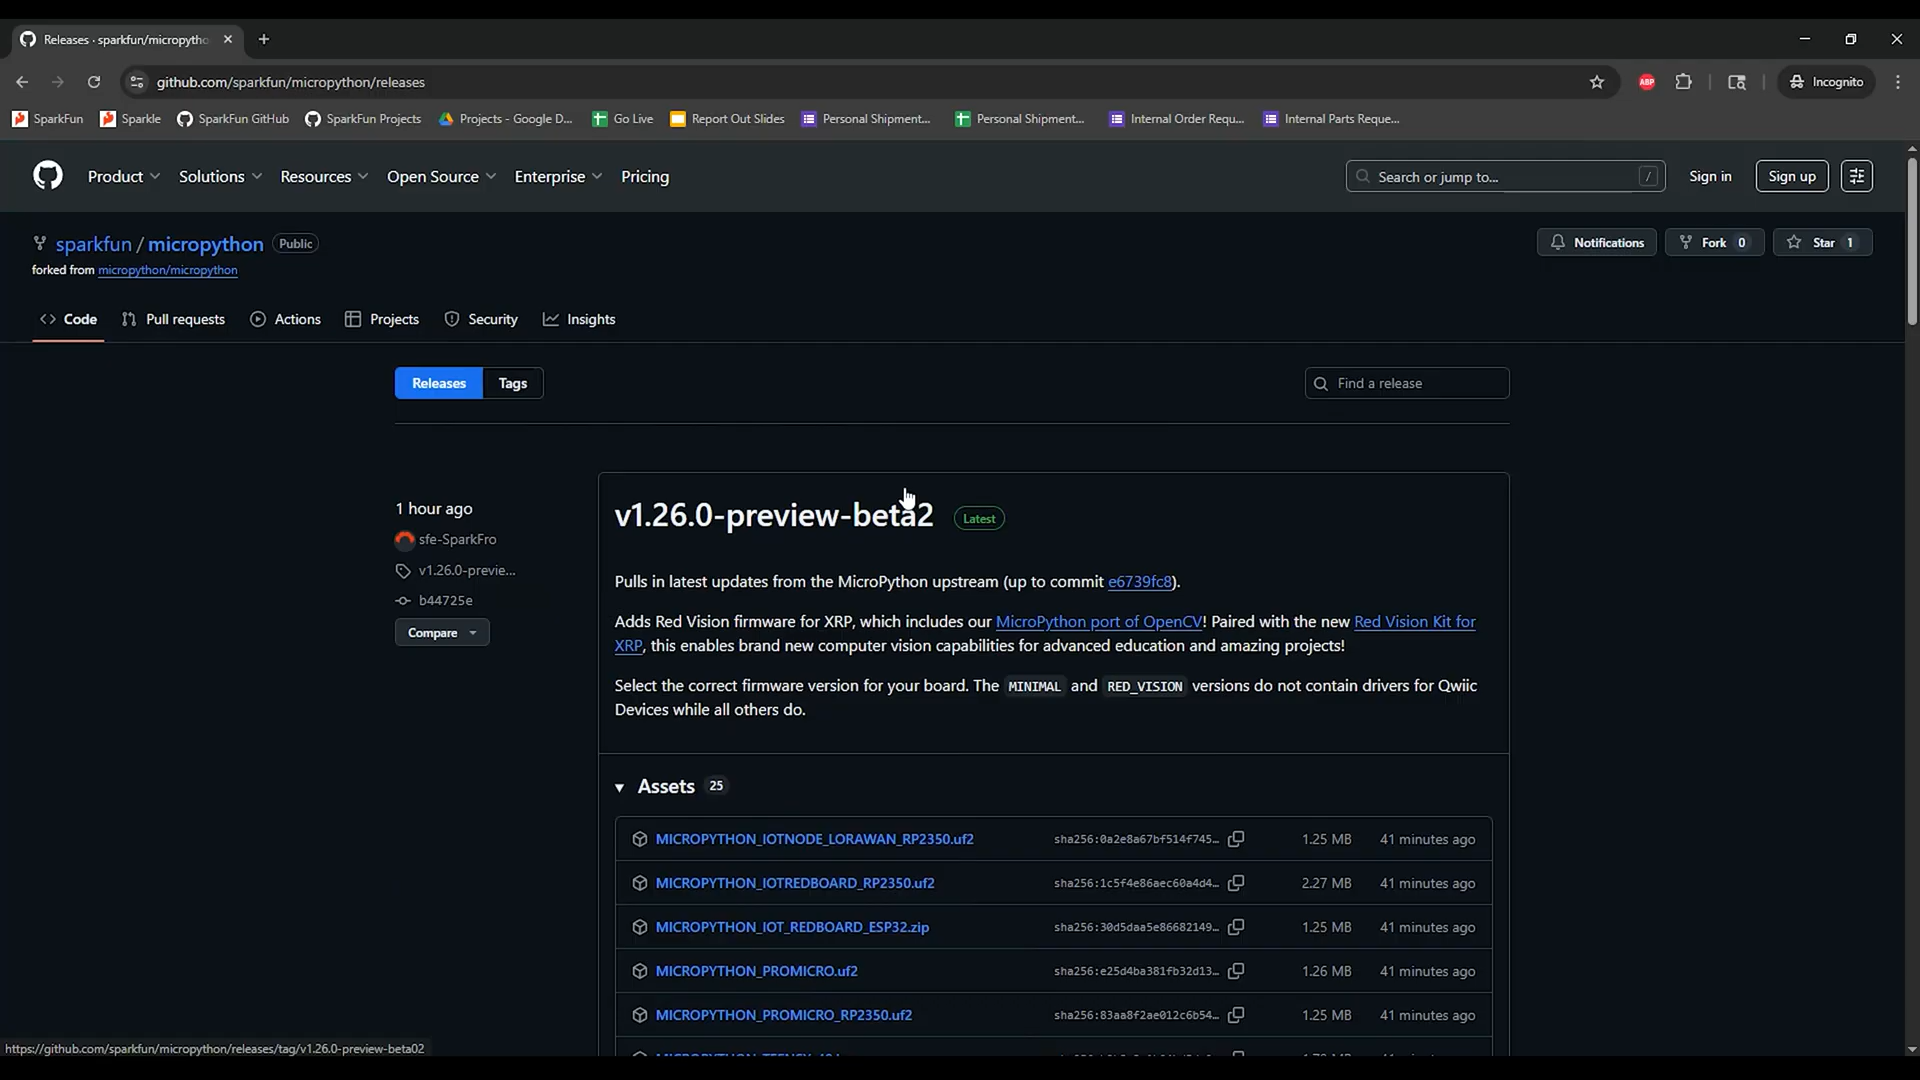 Releases · sparkfun/micropytho
github.com/sparkfun/micropython/releases
ABP
Incognito
SparkFun
Sparkle
SparkFun GitHub
SparkFun Projects
Projects - Google D...
Go Live
Report Out Slides
Personal Shipment...
Personal Shipment...
Internal Order Requ...
Internal Parts Reque...
Product
Solutions
Resources
Open Source
Enterprise
Pricing
Search or jump to...
/
Sign in
Sign up
sparkfun / micropython
Public
forked from micropython/micropython
Notifications
Fork 0
Star 1
Code
Pull requests
Actions
Projects
Security
Insights
Releases
Tags
Find a release
1 hour ago
sfe-SparkFro
v1.26.0-previe...
b44725e
Compare
v1.26.0-preview-beta2
Latest
Pulls in latest updates from the MicroPython upstream (up to commit e6739fc8).
Adds Red Vision firmware for XRP, which includes our MicroPython port of OpenCV! Paired with the new Red Vision Kit for
XRP, this enables brand new computer vision capabilities for advanced education and amazing projects!
Select the correct firmware version for your board. The MINIMAL and RED_VISION versions do not contain drivers for Qwiic
Devices while all others do.
Assets 25
MICROPYTHON_IOTNODE_LORAWAN_RP2350.uf2 sha256:0a2e8a67bf514f745... 1.25 MB 41 minutes ago
MICROPYTHON_IOTREDBOARD_RP2350.uf2 sha256:1c5f4e86aec60a4d4... 2.27 MB 41 minutes ago
MICROPYTHON_IOT_REDBOARD_ESP32.zip sha256:30d5daa5e86682149... 1.25 MB 41 minutes ago
MICROPYTHON_PROMICRO.uf2 sha256:e25d4ba381fb32d13... 1.26 MB 41 minutes ago
MICROPYTHON_PROMICRO_RP2350.uf2 sha256:83aa8f2ae012c6b54... 1.25 MB 41 minutes ago
https://github.com/sparkfun/micropython/releases/tag/v1.26.0-preview-beta02